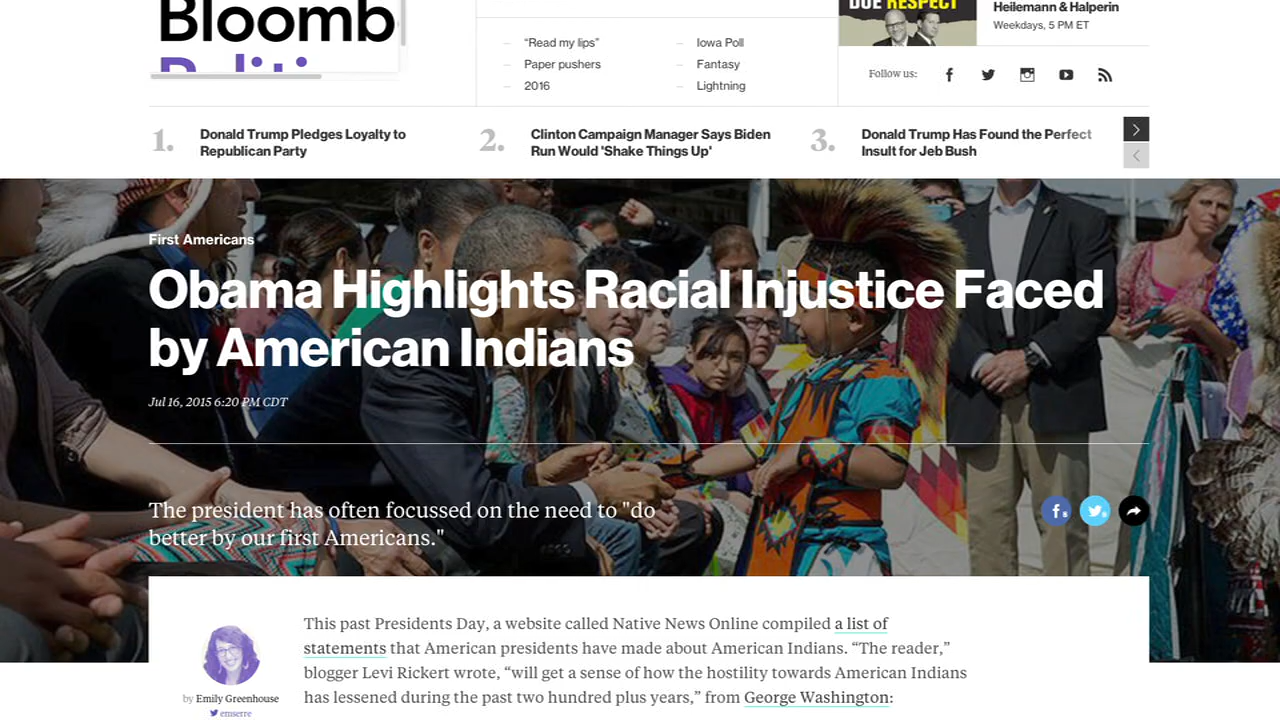 Bloomb
Politi
"Read my lips"
Paper pushers
2016
Iowa Poll
Fantasy
Lightning
DUE RESPECT
Heilemann & Halperin
Weekdays, 5 PM ET
Follow us:
1.
Donald Trump Pledges Loyalty to
Republican Party
2.
Clinton Campaign Manager Says Biden
Run Would 'Shake Things Up'
3.
Donald Trump Has Found the Perfect
Insult for Jeb Bush
First Americans
Obama Highlights Racial Injustice Faced
by American Indians
Jul 16, 2015 6:20 PM CDT
The president has often focussed on the need to "do
better by our first Americans."
This past Presidents Day, a website called Native News Online compiled a list of
statements that American presidents have made about American Indians. “The reader,”
blogger Levi Rickert wrote, “will get a sense of how the hostility towards American Indians
has lessened during the past two hundred plus years,” from George Washington:
by Emily Greenhouse
emserre